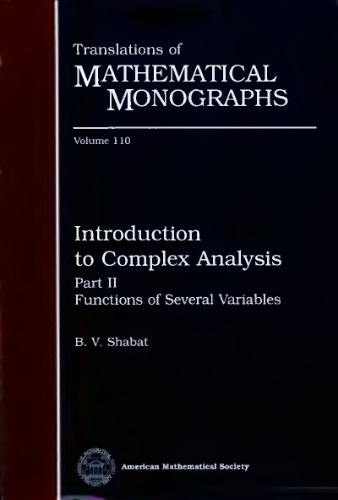 Translations of
MATHEMATICAL
MONOGRAPHS
Volume 110
Introduction
to Complex Analysis
Part II
Functions of Several Variables
B. V. Shabat
American Mathematical Society